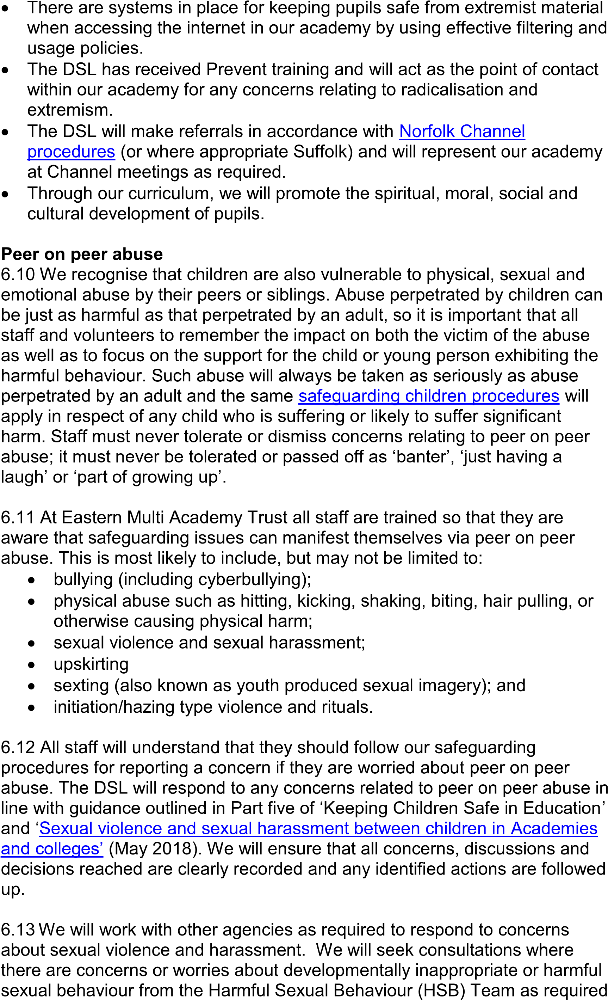 • There are systems in place for keeping pupils safe from extremist material
when accessing the internet in our academy by using effective filtering and
usage policies.
• The DSL has received Prevent training and will act as the point of contact
within our academy for any concerns relating to radicalisation and
extremism.
• The DSL will make referrals in accordance with Norfolk Channel
procedures (or where appropriate Suffolk) and will represent our academy
at Channel meetings as required.
• Through our curriculum, we will promote the spiritual, moral, social and
cultural development of pupils.
Peer on peer abuse
6.10 We recognise that children are also vulnerable to physical, sexual and
emotional abuse by their peers or siblings. Abuse perpetrated by children can
be just as harmful as that perpetrated by an adult, so it is important that all
staff and volunteers to remember the impact on both the victim of the abuse
as well as to focus on the support for the child or young person exhibiting the
harmful behaviour. Such abuse will always be taken as seriously as abuse
perpetrated by an adult and the same safeguarding children procedures will
apply in respect of any child who is suffering or likely to suffer significant
harm. Staff must never tolerate or dismiss concerns relating to peer on peer
abuse; it must never be tolerated or passed off as ‘banter’, ‘just having a
laugh’ or ‘part of growing up’.
6.11 At Eastern Multi Academy Trust all staff are trained so that they are
aware that safeguarding issues can manifest themselves via peer on peer
abuse. This is most likely to include, but may not be limited to:
• bullying (including cyberbullying);
• physical abuse such as hitting, kicking, shaking, biting, hair pulling, or
otherwise causing physical harm;
• sexual violence and sexual harassment;
• upskirting
• sexting (also known as youth produced sexual imagery); and
• initiation/hazing type violence and rituals.
6.12 All staff will understand that they should follow our safeguarding
procedures for reporting a concern if they are worried about peer on peer
abuse. The DSL will respond to any concerns related to peer on peer abuse in
line with guidance outlined in Part five of ‘Keeping Children Safe in Education’
and ‘Sexual violence and sexual harassment between children in Academies
and colleges’ (May 2018). We will ensure that all concerns, discussions and
decisions reached are clearly recorded and any identified actions are followed
up.
6.13 We will work with other agencies as required to respond to concerns
about sexual violence and harassment.  We will seek consultations where
there are concerns or worries about developmentally inappropriate or harmful
sexual behaviour from the Harmful Sexual Behaviour (HSB) Team as required